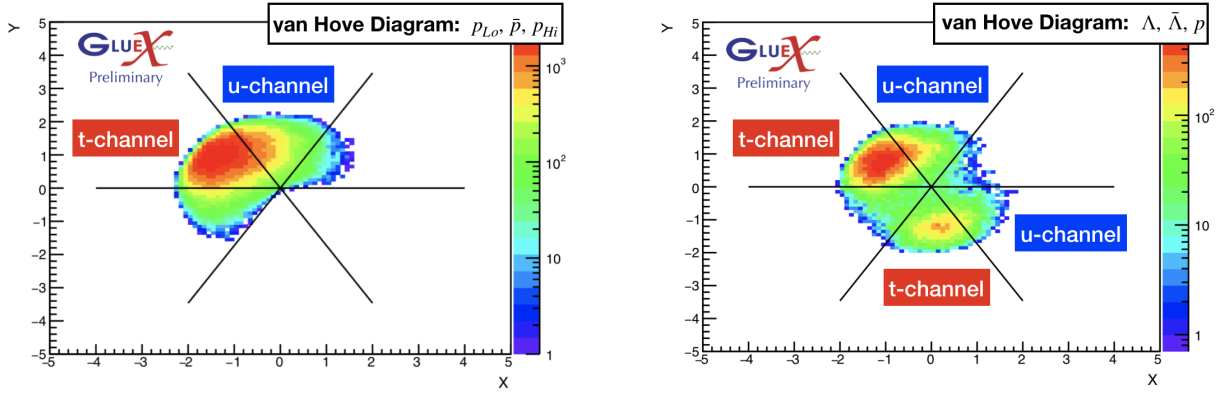 van Hove Diagram: p_Lo, p̄, p_Hi
Y
5
4
3
2
1
0
−1
−2
−3
−4
−5
GLUEX
Preliminary
u-channel
t-channel
−5 −4 −3 −2 −1 0 1 2 3 4 5
X
10³
10²
10
1
van Hove Diagram: Λ, Λ̄, p
Y
5
4
3
2
1
0
−1
−2
−3
−4
−5
GLUEX
Preliminary
u-channel
t-channel
u-channel
t-channel
−5 −4 −3 −2 −1 0 1 2 3 4 5
X
10²
10
1